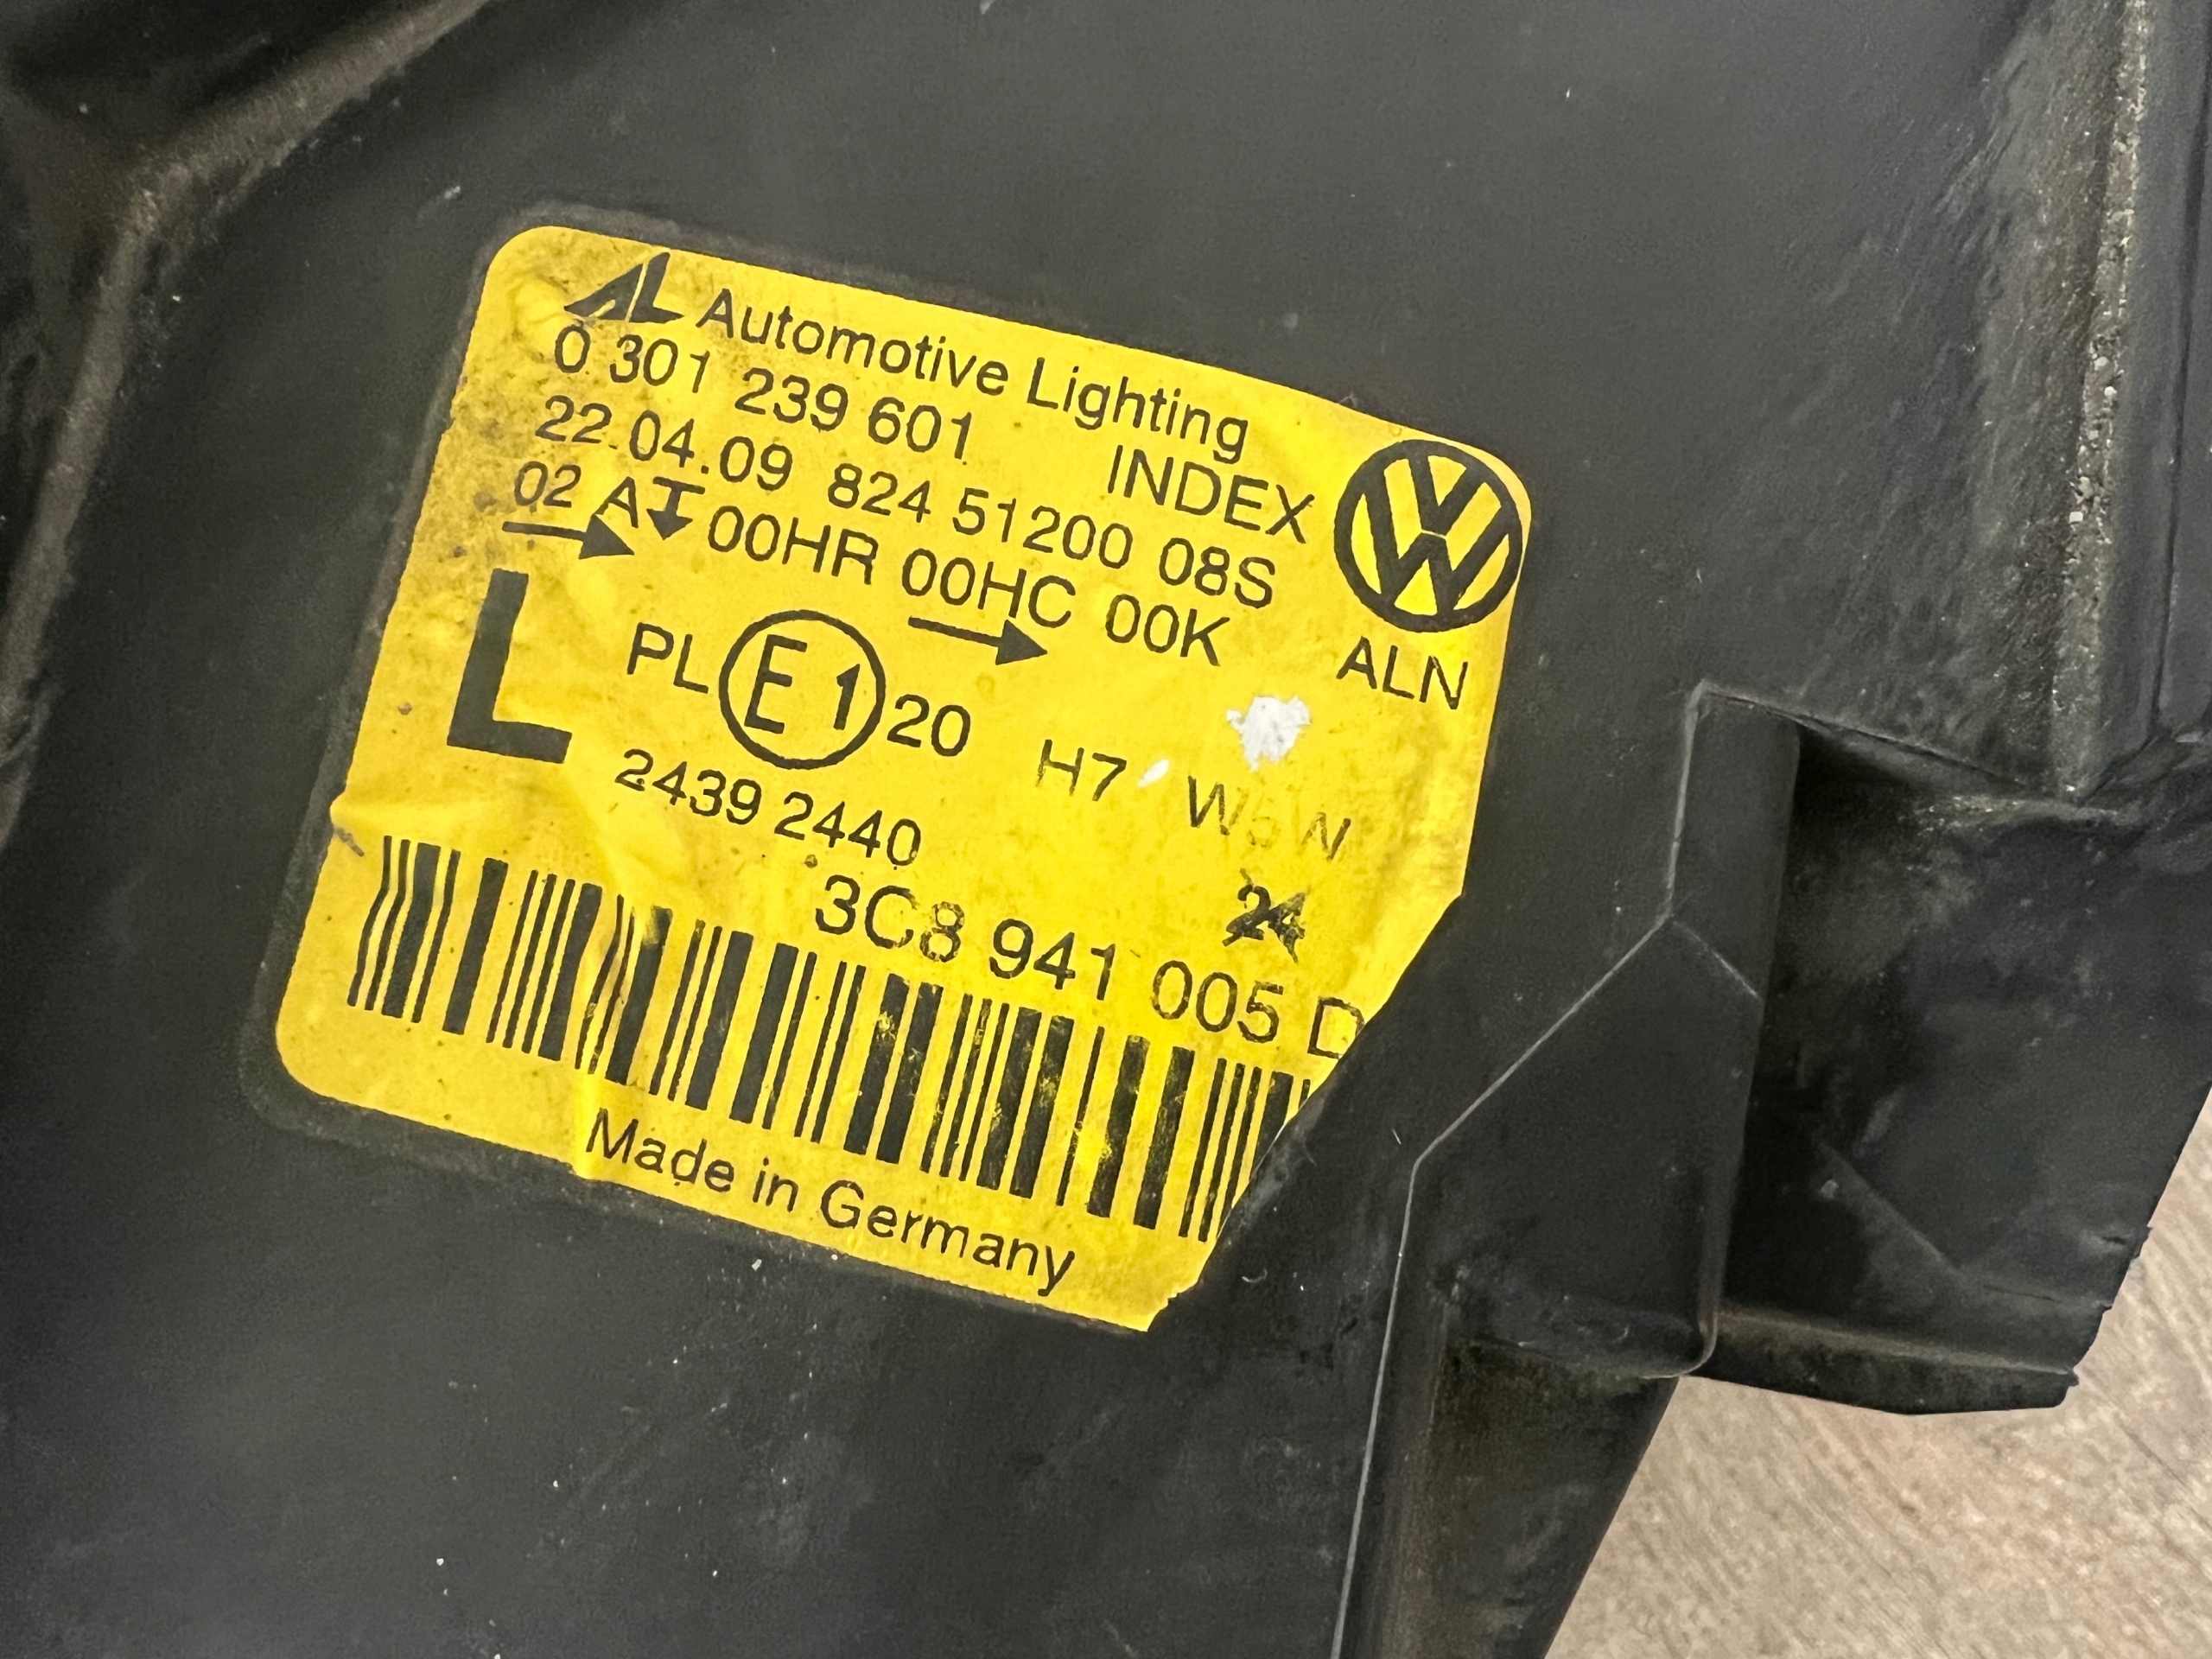 AL Automotive Lighting
0 301 239 601 INDEX
22.04.09 824 51200 08S
02 A 00HR 00HC 00K
ALN
L PL E1 20 H7 W5W
2439 2440
24
3C8 941 005 D
Made in Germany